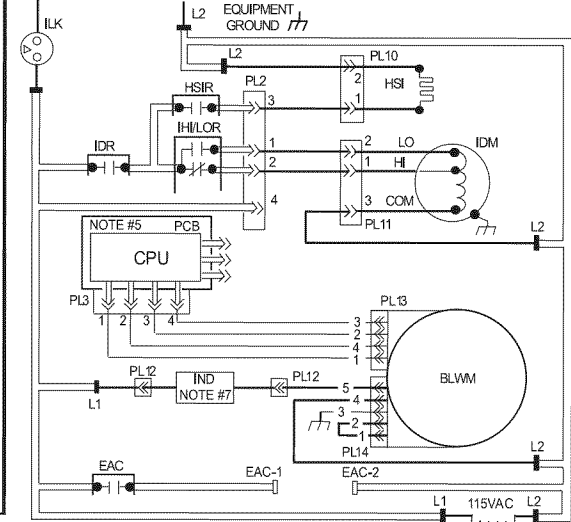 L2
EQUIPMENT
GROUND
ILK
L2
PL10
HSIR
PL2
2
HSI
3
1
IHI/LOR
IDR
1
2
LO
IDM
2
1
HI
4
3
COM
PL11
L2
NOTE #5
PCB
CPU
PL3
1
2
3
4
PL13
3
2
4
1
BLWM
PL12
IND
NOTE #7
PL12
5
4
3
2
1
L1
PL14
L2
EAC
EAC-1
EAC-2
L1
115VAC
L2